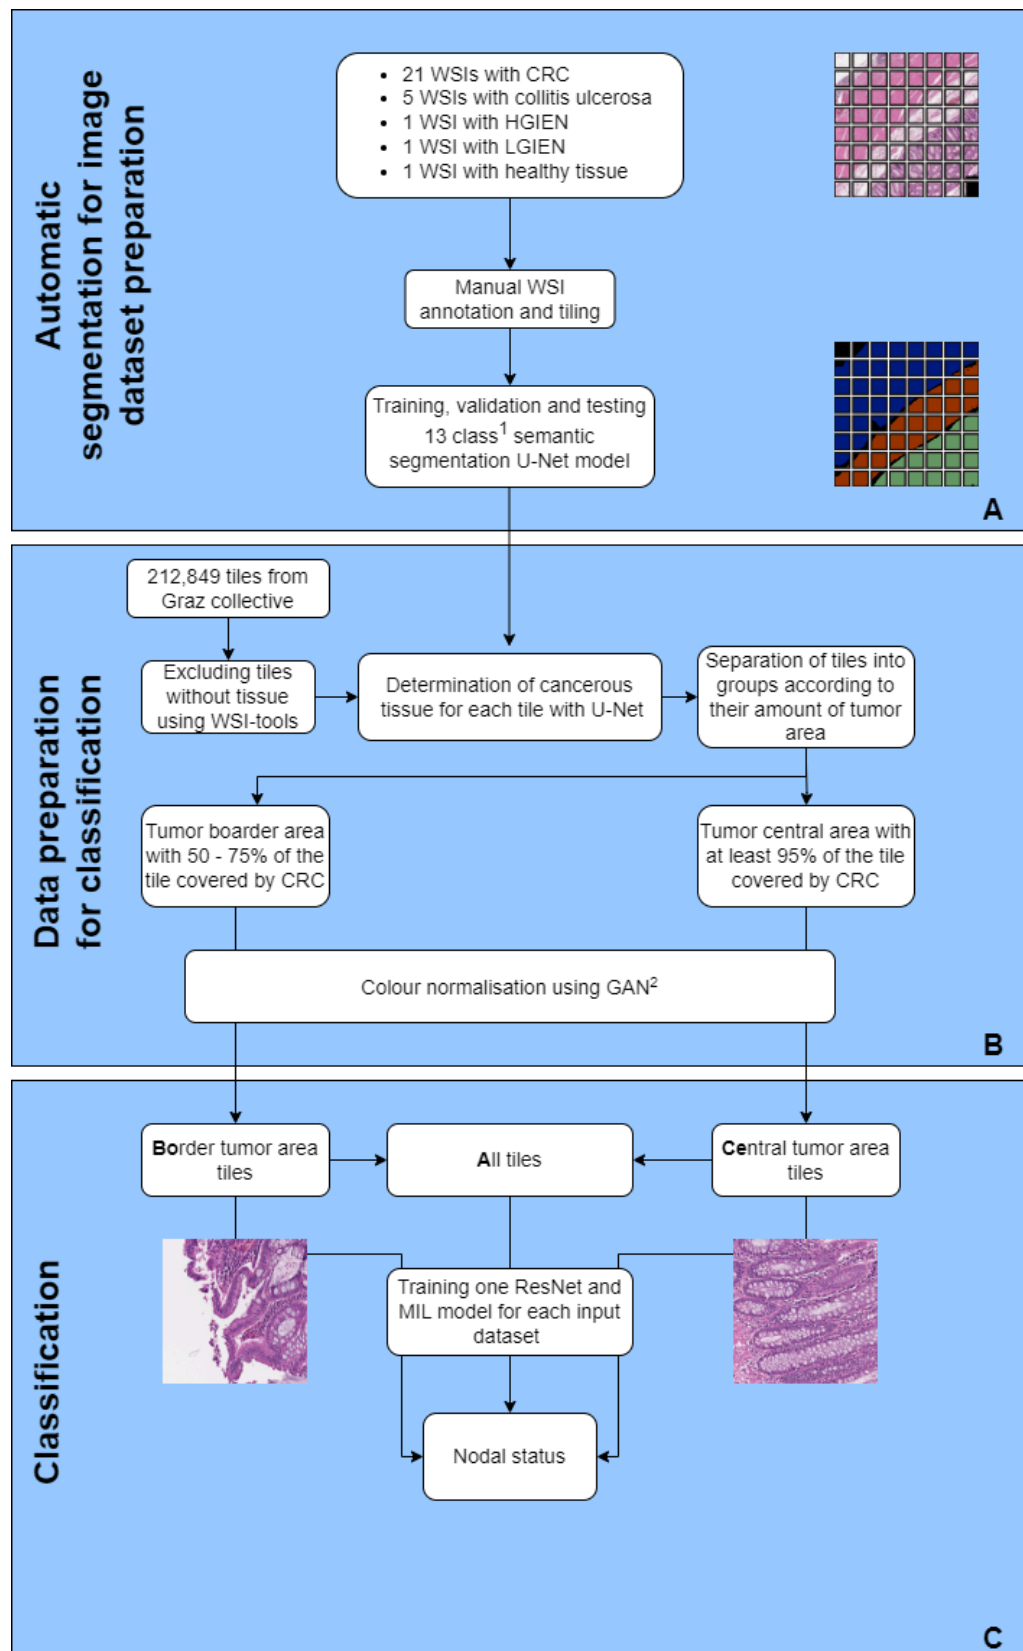 Automatic
segmentation for image
dataset preparation
• 21 WSIs with CRC
• 5 WSIs with collitis ulcerosa
• 1 WSI with HGIEN
• 1 WSI with LGIEN
• 1 WSI with healthy tissue
Manual WSI
annotation and tiling
Training, validation and testing
13 class¹ semantic
segmentation U-Net model
A
Data preparation
for classification
212,849 tiles from
Graz collective
Excluding tiles
without tissue
using WSI-tools
Determination of cancerous
tissue for each tile with U-Net
Separation of tiles into
groups according to
their amount of tumor
area
Tumor boarder area
with 50 - 75% of the
tile covered by CRC
Tumor central area with
at least 95% of the tile
covered by CRC
Colour normalisation using GAN²
B
Classification
Border tumor area
tiles
All tiles
Central tumor area
tiles
Training one ResNet and
MIL model for each input
dataset
Nodal status
C